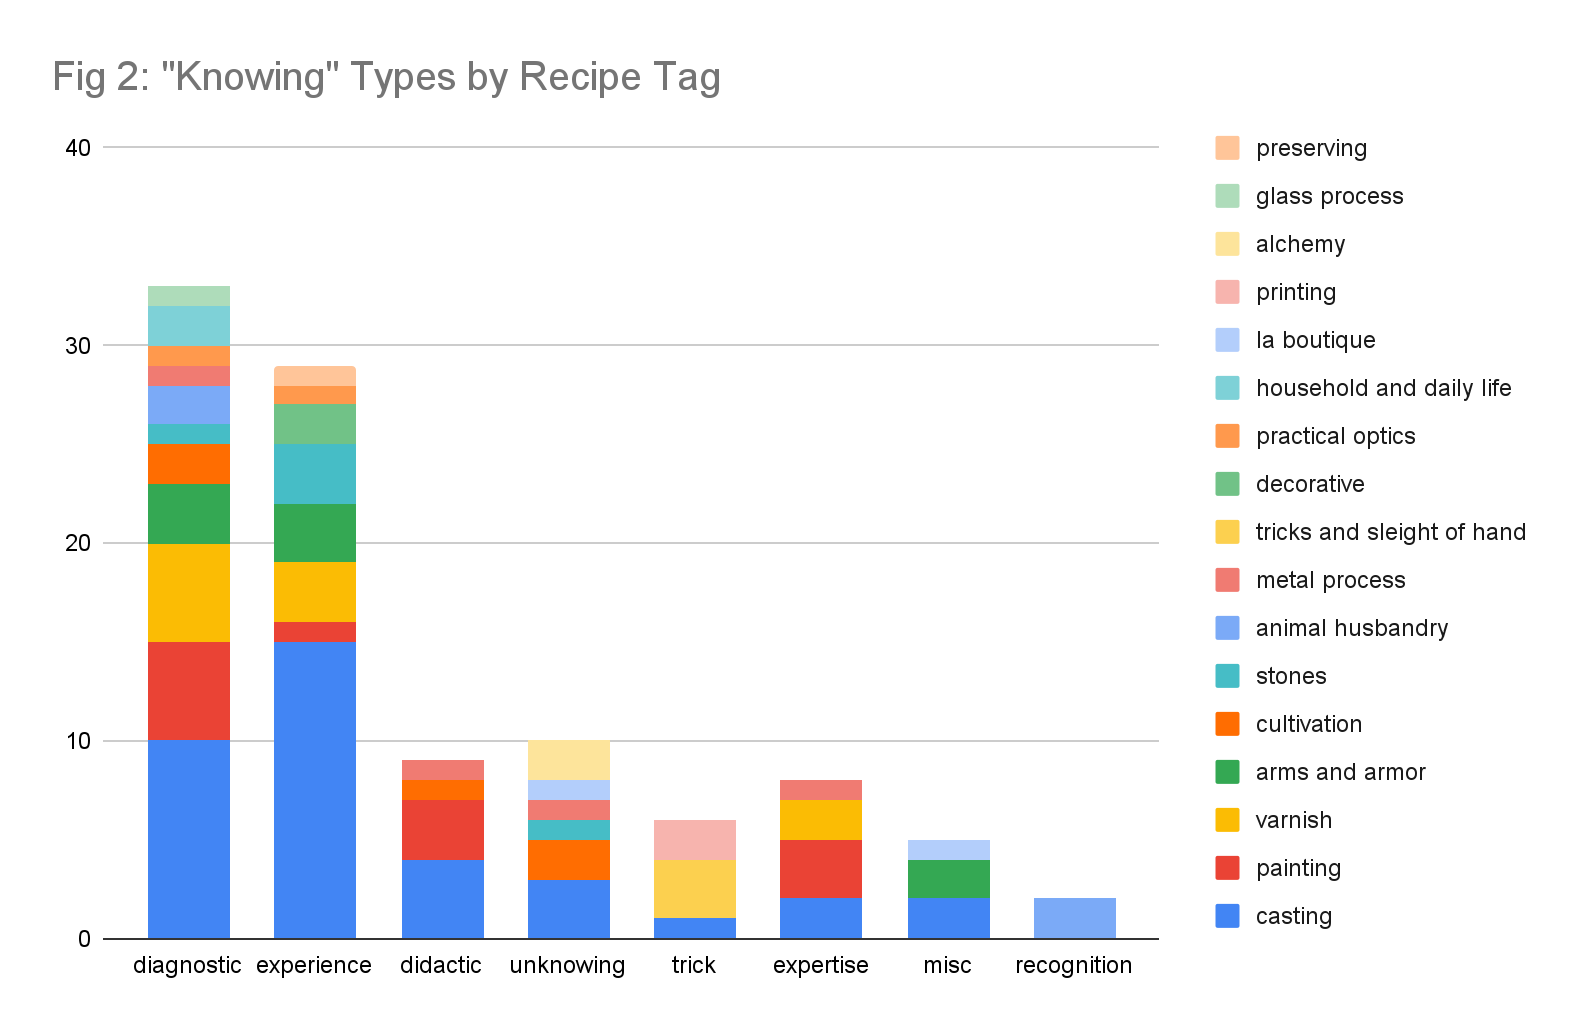 Fig 2: "Knowing" Types by Recipe Tag
40
30
20
10
0
diagnostic
experience
didactic
unknowing
trick
expertise
misc
recognition
preserving
glass process
alchemy
printing
la boutique
household and daily life
practical optics
decorative
tricks and sleight of hand
metal process
animal husbandry
stones
cultivation
arms and armor
varnish
painting
casting